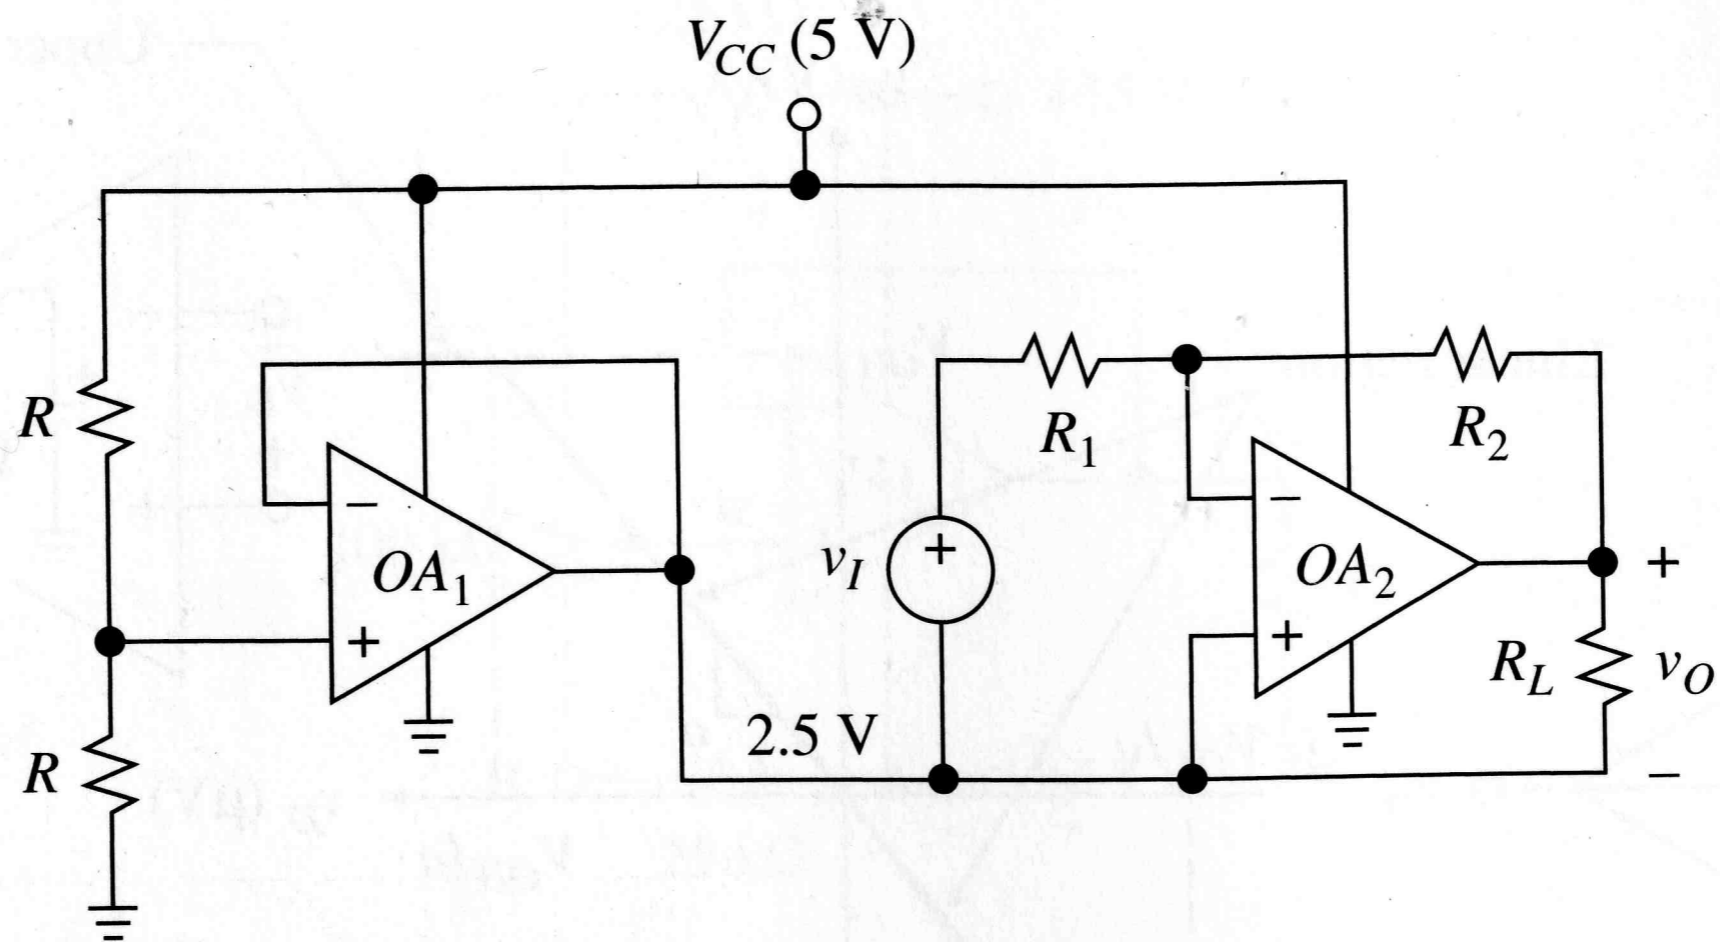 V_CC (5 V)
R
−
OA_1
+
R
v_I
+
2.5 V
R_1
R_2
−
OA_2
+
+
R_L
v_O
−